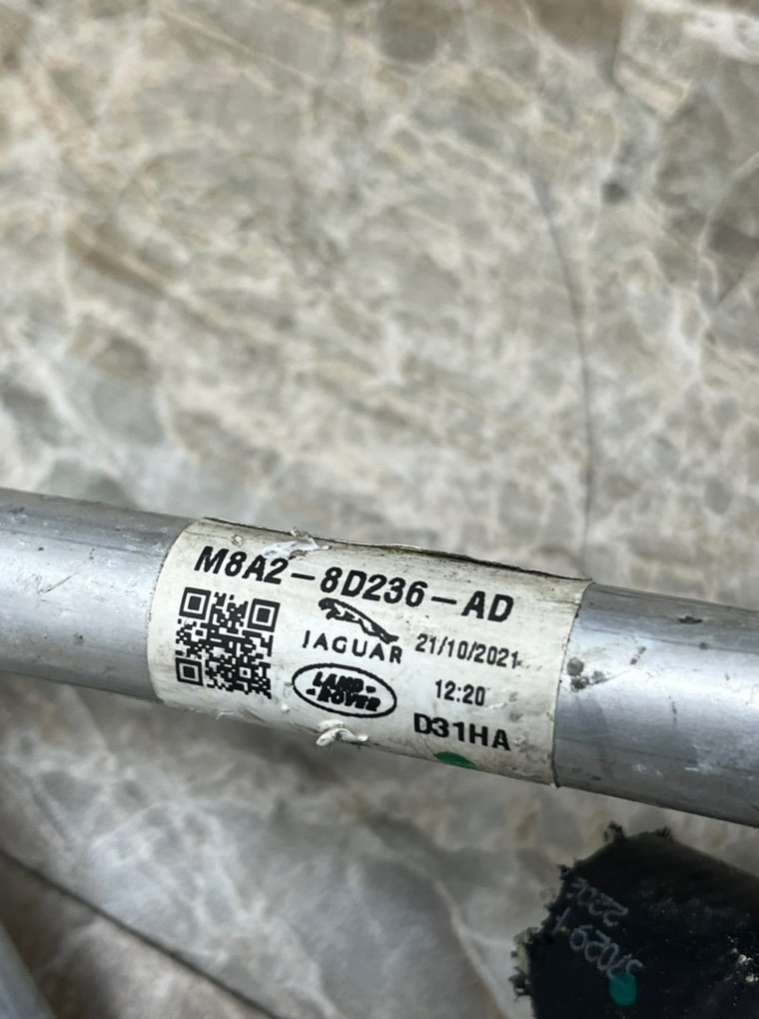 M8A2-8D236-AD
JAGUAR 21/10/2021
LAND
-ROVER- 12:20
D31HA